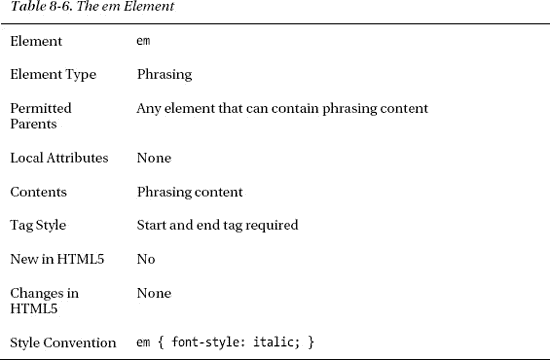 Table 8-6. The em Element
Element em
Element Type Phrasing
Permitted Parents Any element that can contain phrasing content
Local Attributes None
Contents Phrasing content
Tag Style Start and end tag required
New in HTML5 No
Changes in HTML5 None
Style Convention em { font-style: italic; }